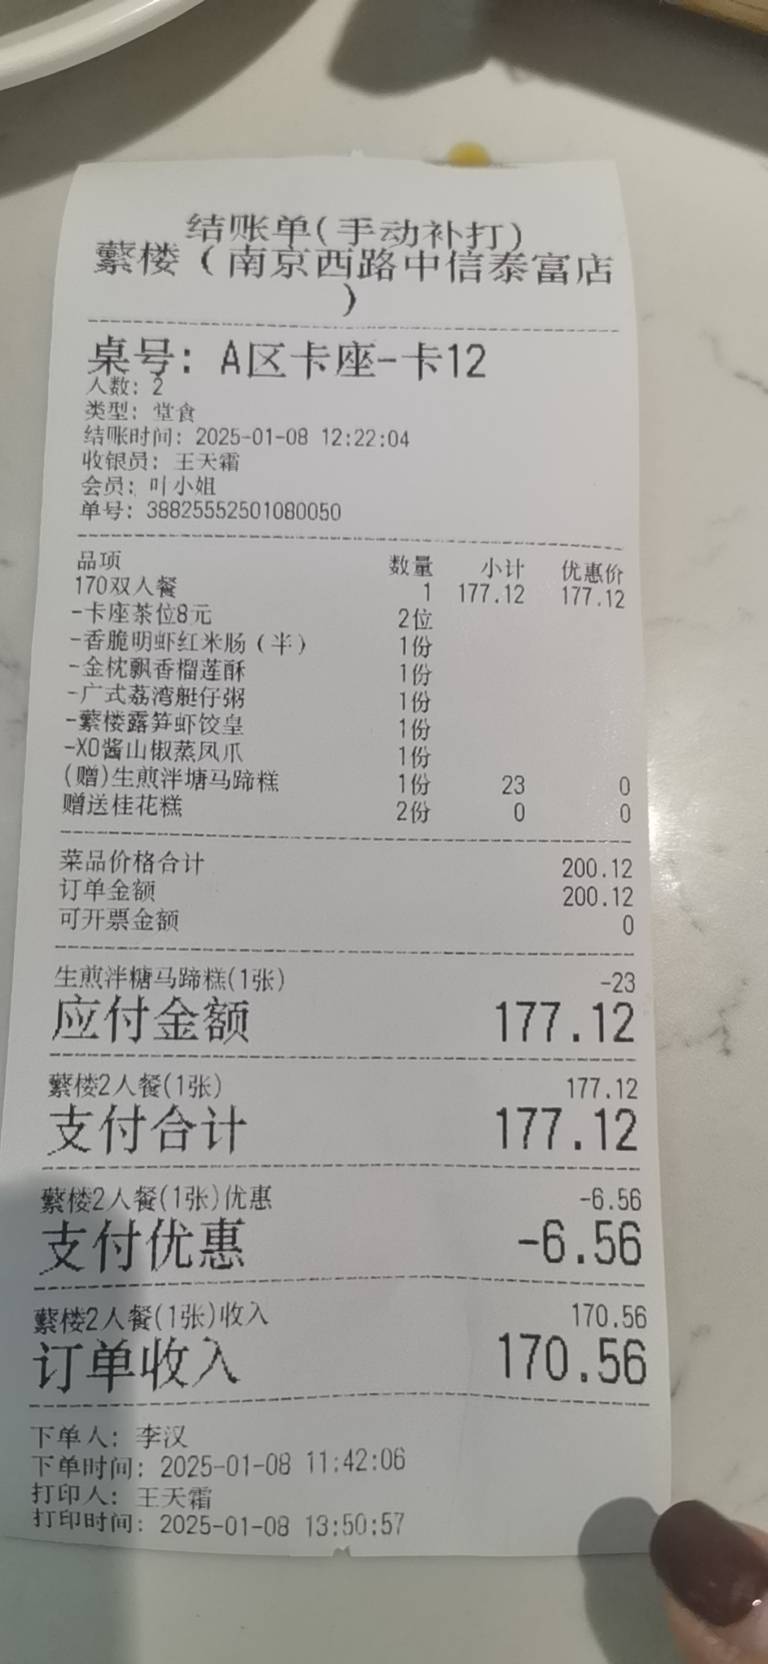 结账单(手动补打)
蘩楼（南京西路中信泰富店
）
桌号: A区卡座-卡12
人数: 2
类型: 堂食
结账时间: 2025-01-08 12:22:04
收银员: 王天霜
会员: 叶小姐
单号: 38825552501080050
品项 数量 小计 优惠价
170双人餐 1 177.12 177.12
-卡座茶位8元 2位
-香脆明虾红米肠（半） 1份
-金枕飘香榴莲酥 1份
-广式荔湾艇仔粥 1份
-蘩楼露笋虾饺皇 1份
-XO酱山椒蒸凤爪 1份
(赠)生煎泮塘马蹄糕 1份 23 0
赠送桂花糕 2份 0 0
菜品价格合计 200.12
订单金额 200.12
可开票金额 0
生煎泮糖马蹄糕(1张) -23
应付金额 177.12
蘩楼2人餐(1张) 177.12
支付合计 177.12
蘩楼2人餐(1张)优惠 -6.56
支付优惠 -6.56
蘩楼2人餐(1张)收入 170.56
订单收入 170.56
下单人: 李汉
下单时间: 2025-01-08 11:42:06
打印人: 王天霜
打印时间: 2025-01-08 13:50:57